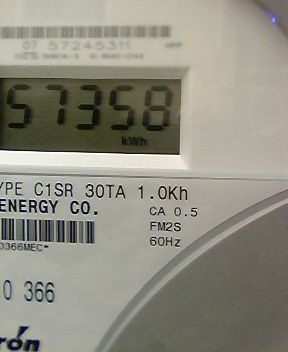 07 57245311
57358
kWh
YPE C1SR 30TA 1.0Kh
ENERGY CO.
CA 0.5
FM2S
60Hz
0366MEC*
0 366
rón